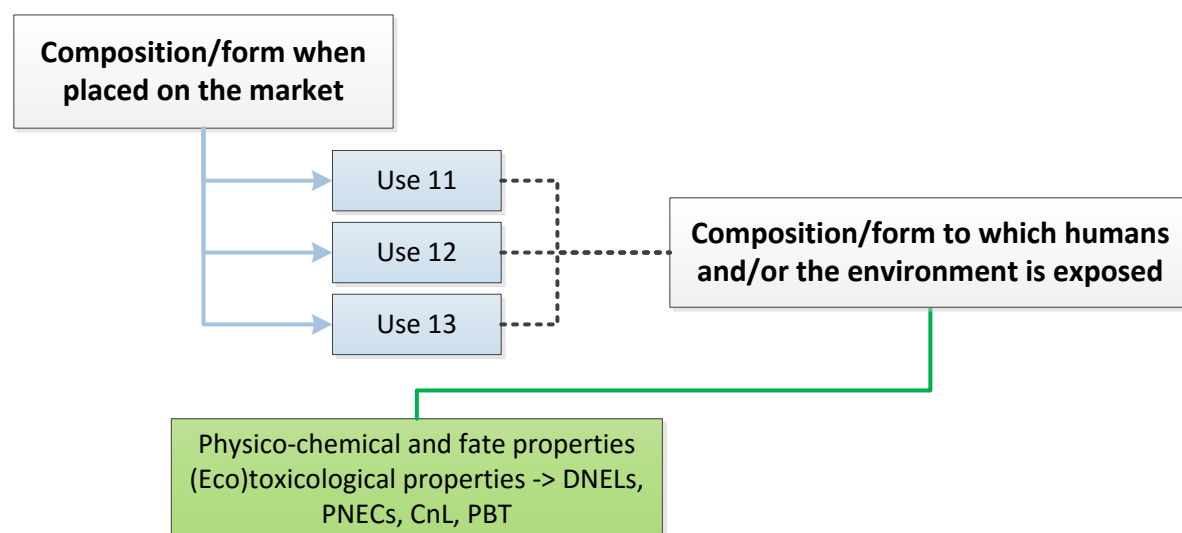 Composition/form when
placed on the market
Use 11
Use 12
Use 13
Composition/form to which humans
and/or the environment is exposed
Physico-chemical and fate properties
(Eco)toxicological properties -> DNELs,
PNECs, CnL, PBT